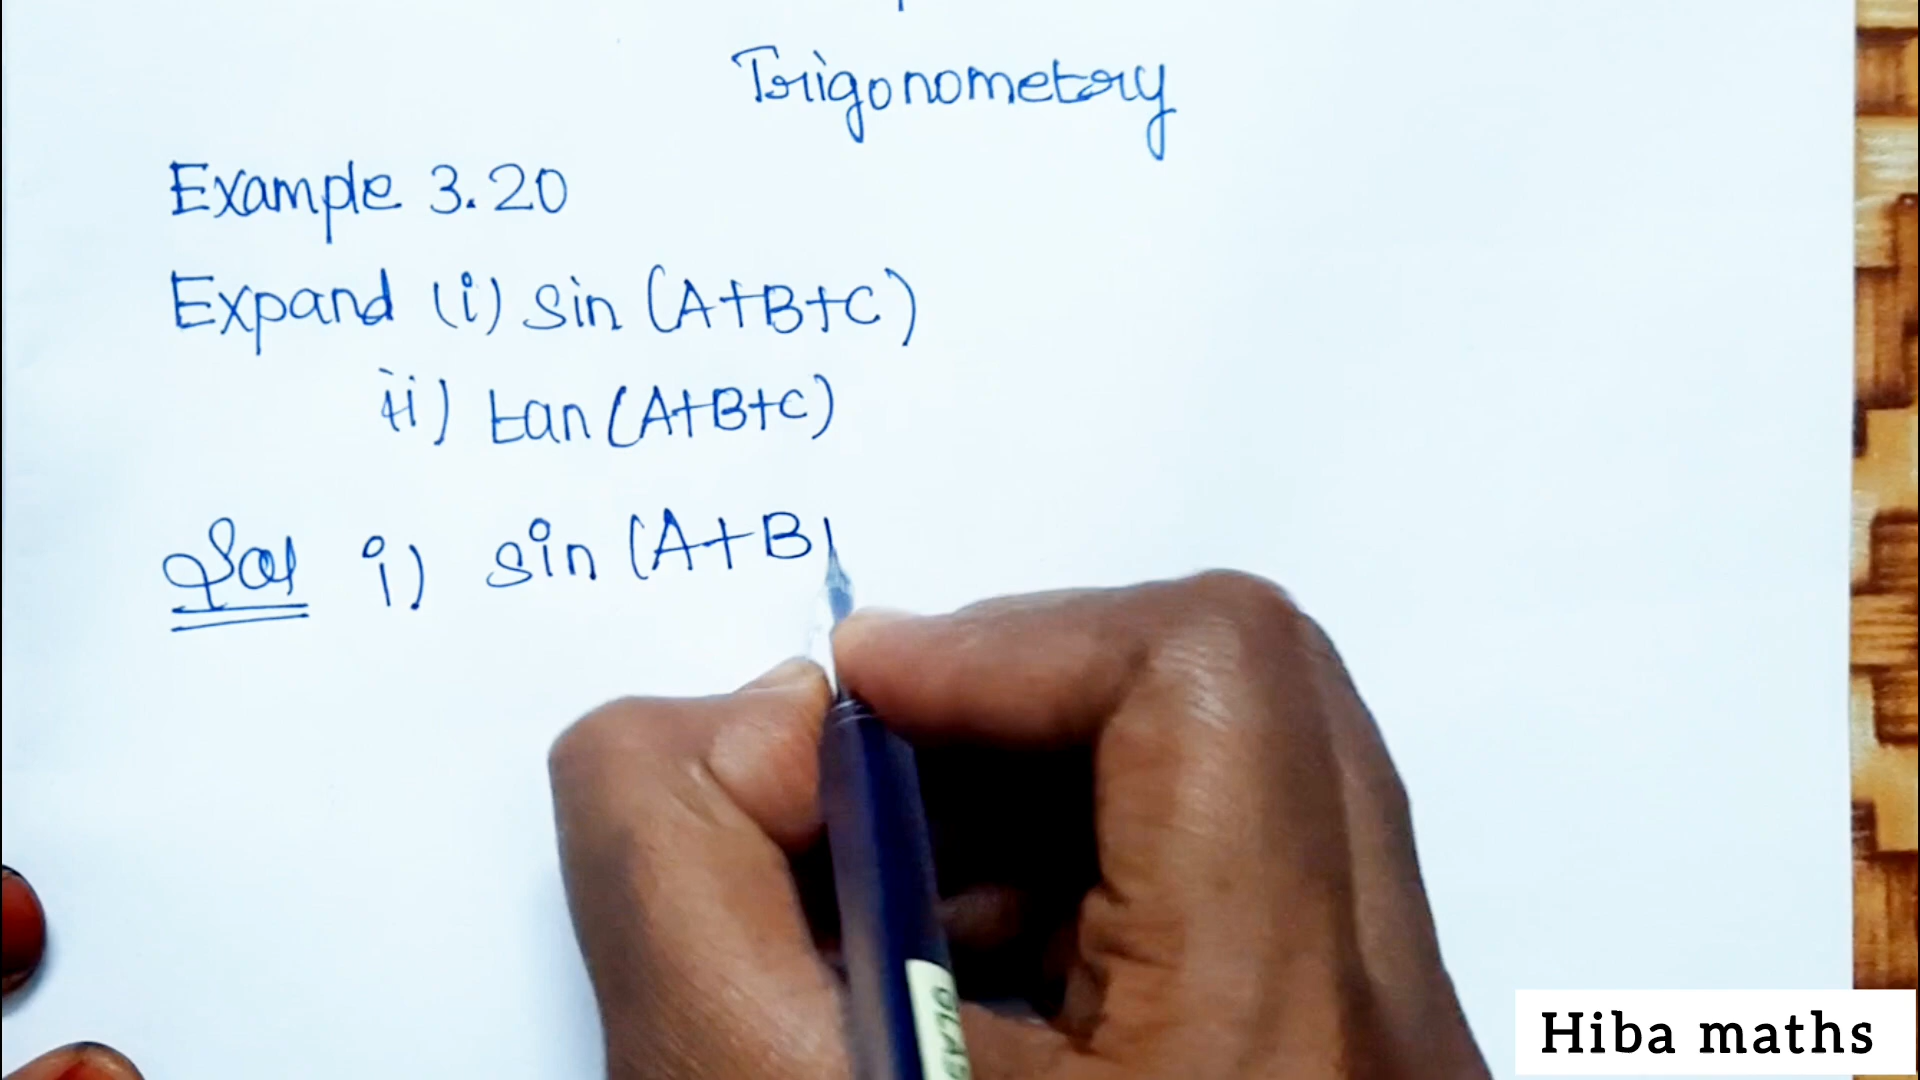 Trigonometry
Example 3.20
Expand (i) sin (A+B+C)
ii) tan (A+B+C)
Sol i) sin (A+B
Hiba maths